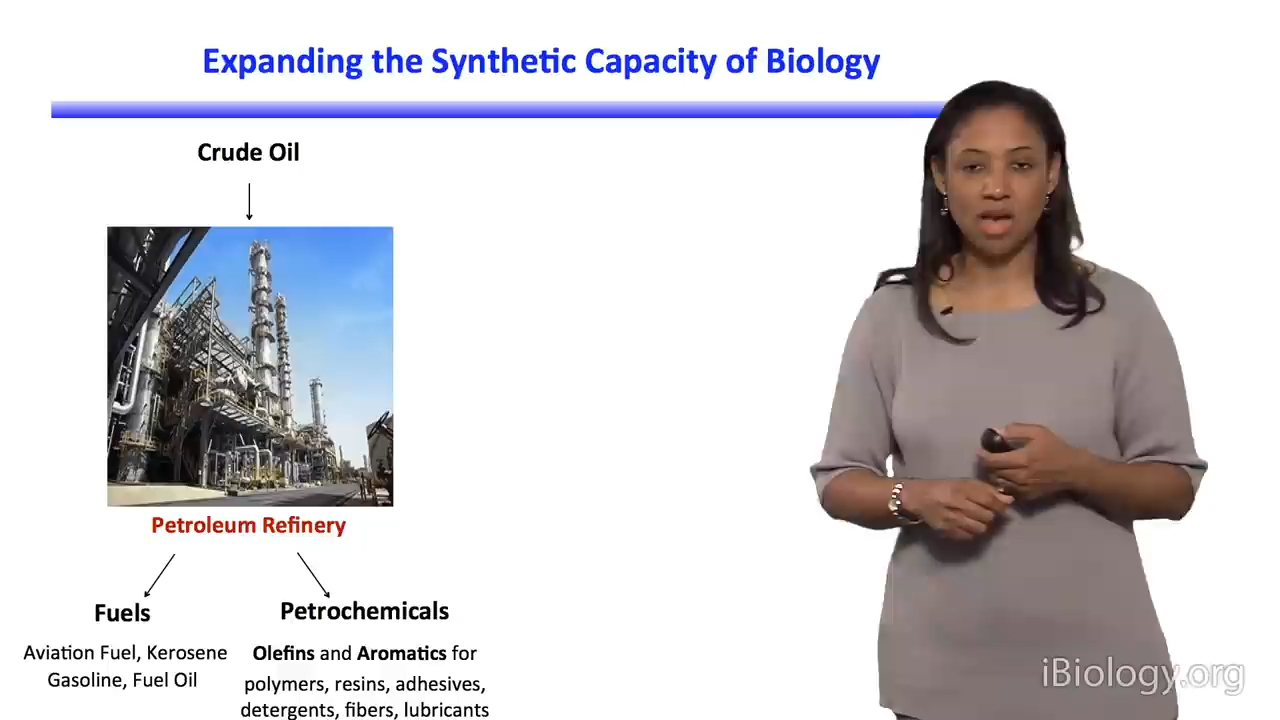 Expanding the Synthetic Capacity of Biology
Crude Oil
Petroleum Refinery
Fuels
Aviation Fuel, Kerosene
Gasoline, Fuel Oil
Petrochemicals
Olefins and Aromatics for
polymers, resins, adhesives,
detergents, fibers, lubricants
iBiology.org